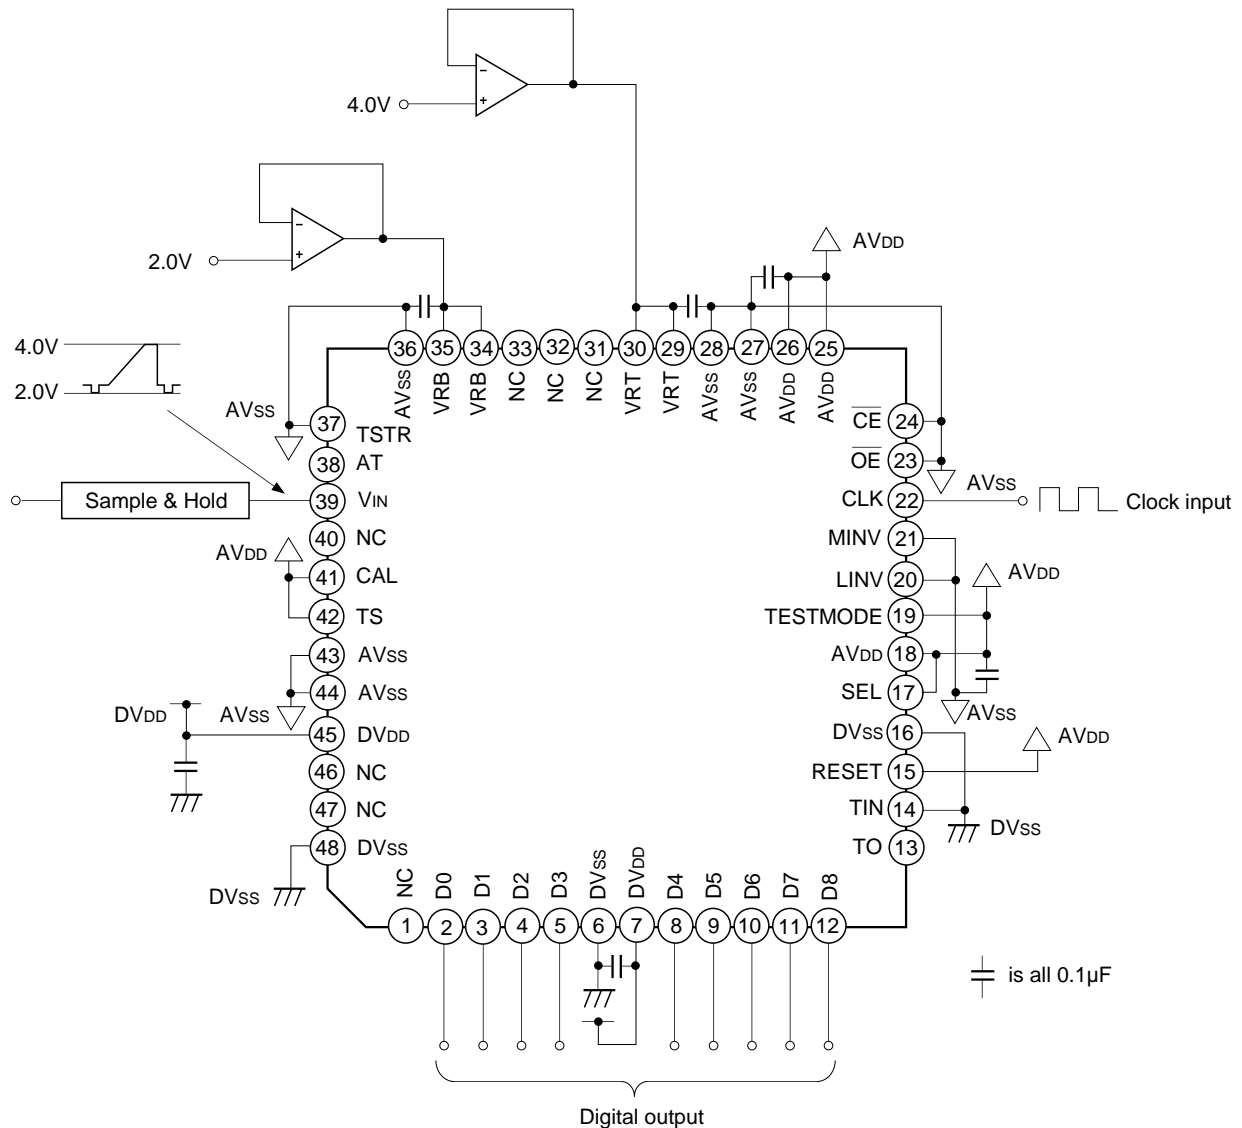 4.0V
−
+
2.0V
−
+
AVDD
4.0V
2.0V
36 35 34 33 32 31 30 29 28 27 26 25
AVSS VRB VRB NC NC NC VRT VRT AVSS AVSS AVDD AVDD
AVSS
37 TSTR
38 AT
Sample & Hold
39 VIN
40 NC
AVDD
41 CAL
42 TS
43 AVSS
44 AVSS
AVSS
DVDD
45 DVDD
46 NC
47 NC
48 DVSS
DVSS
CE 24
OE 23
AVSS
CLK 22
Clock input
MINV 21
LINV 20
AVDD
TESTMODE 19
AVDD 18
SEL 17
AVSS
DVSS 16
AVDD
RESET 15
TIN 14
DVSS
TO 13
NC D0 D1 D2 D3 DVSS DVDD D4 D5 D6 D7 D8
1 2 3 4 5 6 7 8 9 10 11 12
is all 0.1µF
Digital output